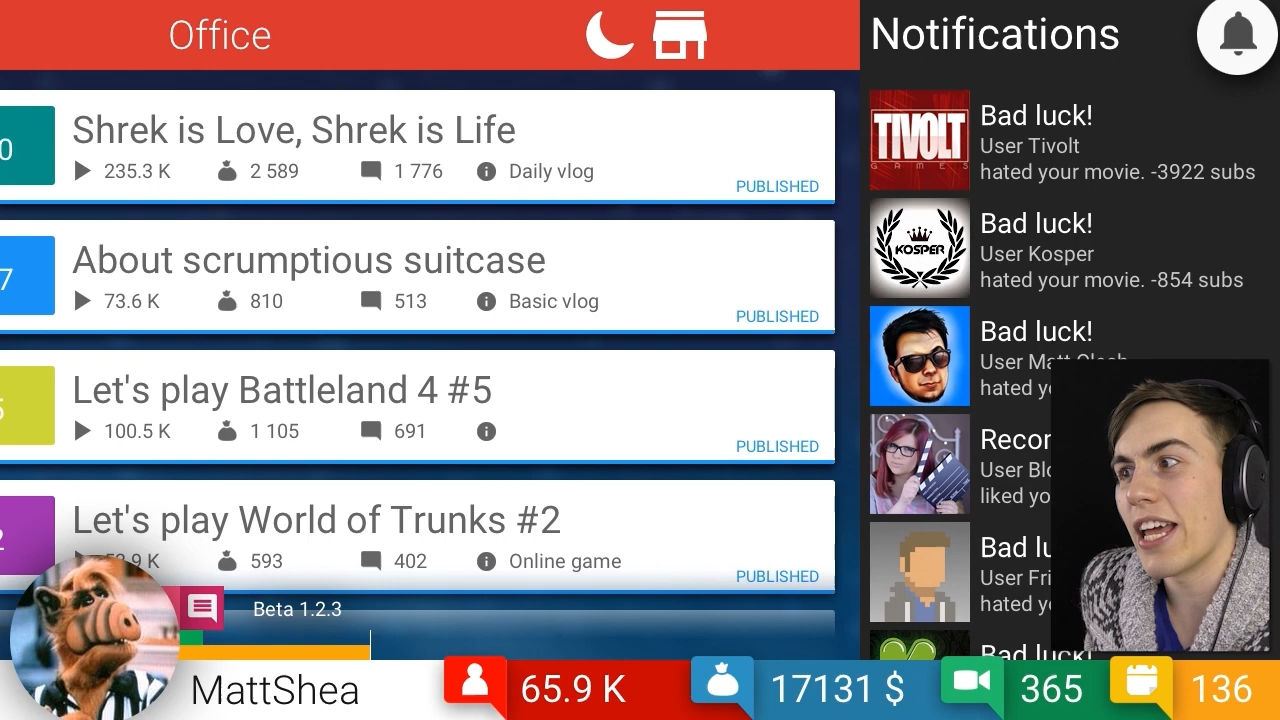 Office
Notifications
0
Shrek is Love, Shrek is Life
235.3 K 2 589 1 776 Daily vlog
PUBLISHED
7
About scrumptious suitcase
73.6 K 810 513 Basic vlog
PUBLISHED
Let's play Battleland 4 #5
100.5 K 1 105 691
PUBLISHED
Let's play World of Trunks #2
593 402 Online game
PUBLISHED
TIVOLT
GAMES
Bad luck!
User Tivolt
hated your movie. -3922 subs
KOSPER
Bad luck!
User Kosper
hated your movie. -854 subs
Bad luck!
User
hated
User
liked
Bad
User
hated
Bad luck!
Beta 1.2.3
MattShea
65.9 K
17131 $
365
136